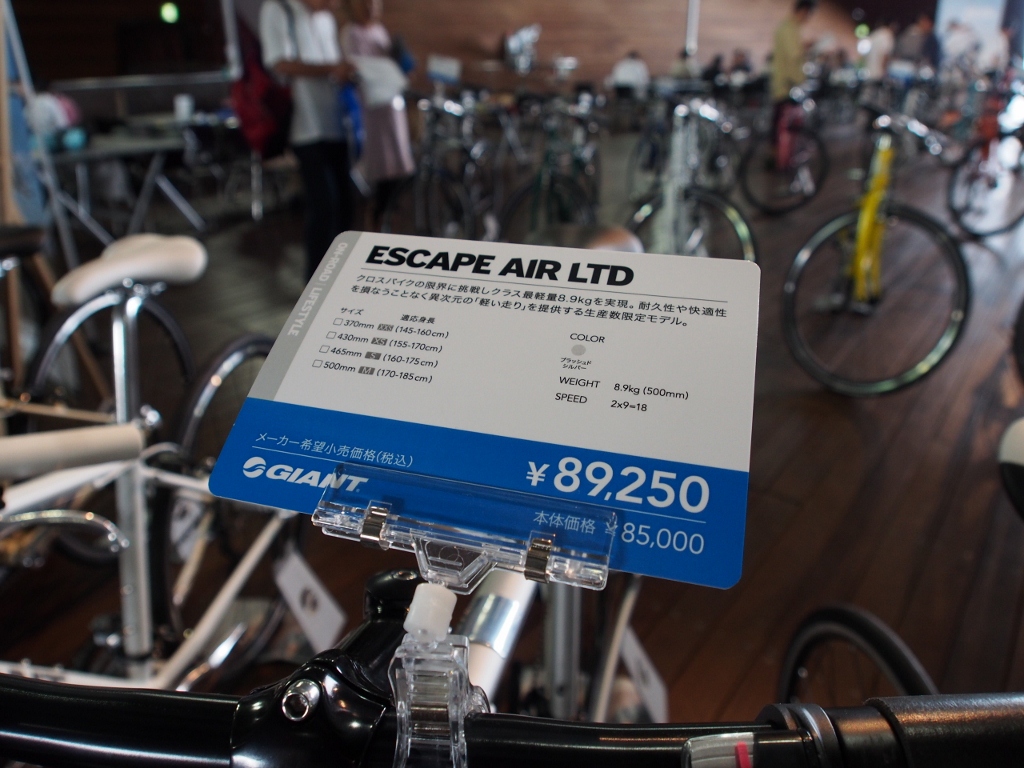 ON-ROAD | LIFESTYLE
ESCAPE AIR LTD
クロスバイクの限界に挑戦しクラス最軽量8.9kgを実現。耐久性や快適性
を損なうことなく異次元の「軽い走り」を提供する生産数限定モデル。
サイズ 適応身長
370mm XXS (145-160cm)
430mm XS (155-170cm)
465mm S (160-175cm)
500mm M (170-185cm)
COLOR
ブラッシュド
シルバー
WEIGHT 8.9kg (500mm)
SPEED 2x9=18
メーカー希望小売価格(税込)
GIANT
¥89,250
本体価格 ¥85,000